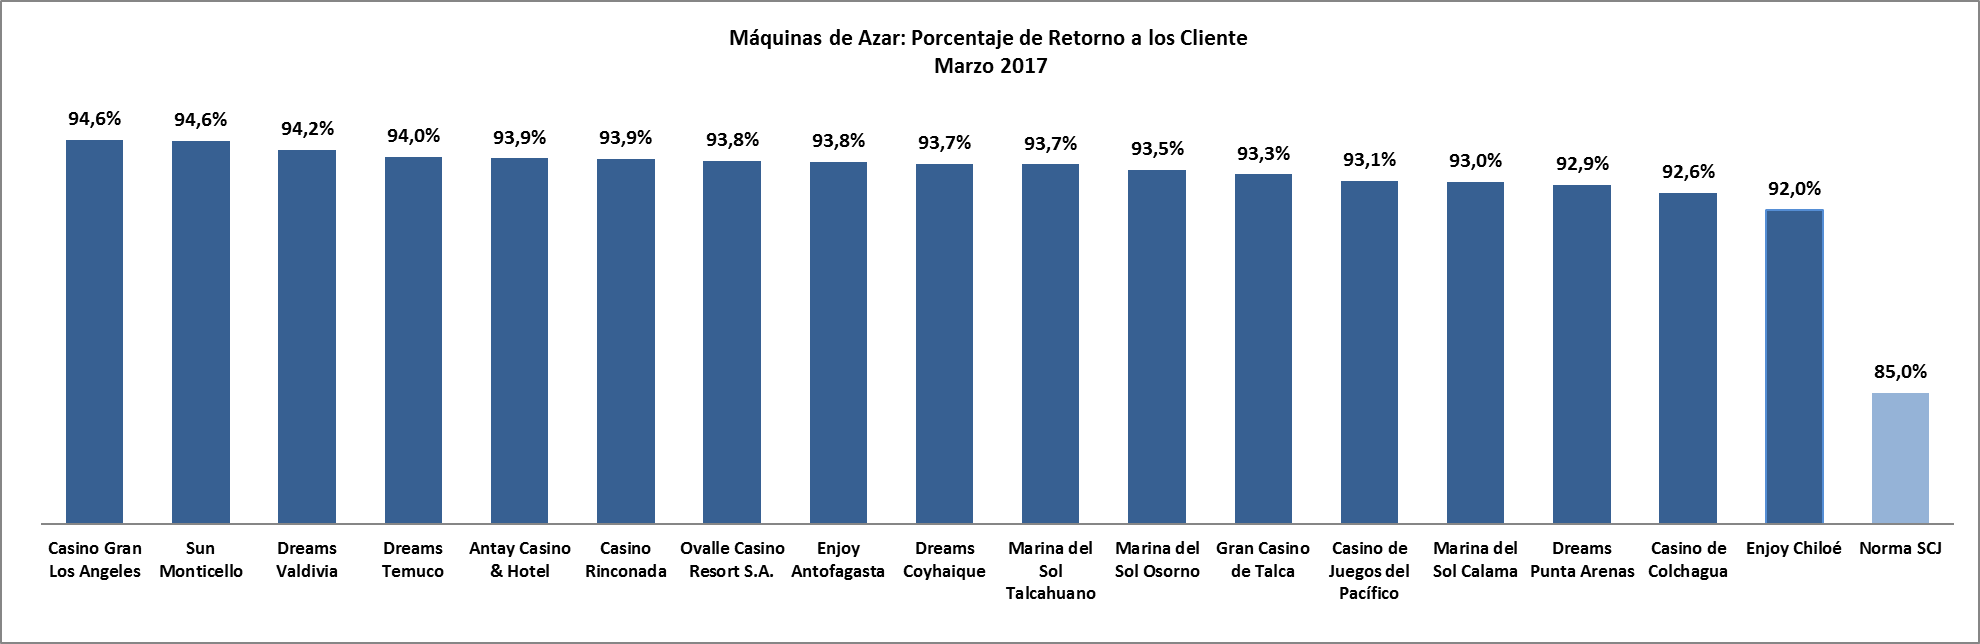 Máquinas de Azar: Porcentaje de Retorno a los Cliente
Marzo 2017
94,6%
94,6%
94,2%
94,0%
93,9%
93,9%
93,8%
93,8%
93,7%
93,7%
93,5%
93,3%
93,1%
93,0%
92,9%
92,6%
92,0%
85,0%
Casino Gran
Los Angeles
Sun
Monticello
Dreams
Valdivia
Dreams
Temuco
Antay Casino
& Hotel
Casino
Rinconada
Ovalle Casino
Resort S.A.
Enjoy
Antofagasta
Dreams
Coyhaique
Marina del
Sol
Talcahuano
Marina del
Sol Osorno
Gran Casino
de Talca
Casino de
Juegos del
Pacífico
Marina del
Sol Calama
Dreams
Punta Arenas
Casino de
Colchagua
Enjoy Chiloé
Norma SCJ